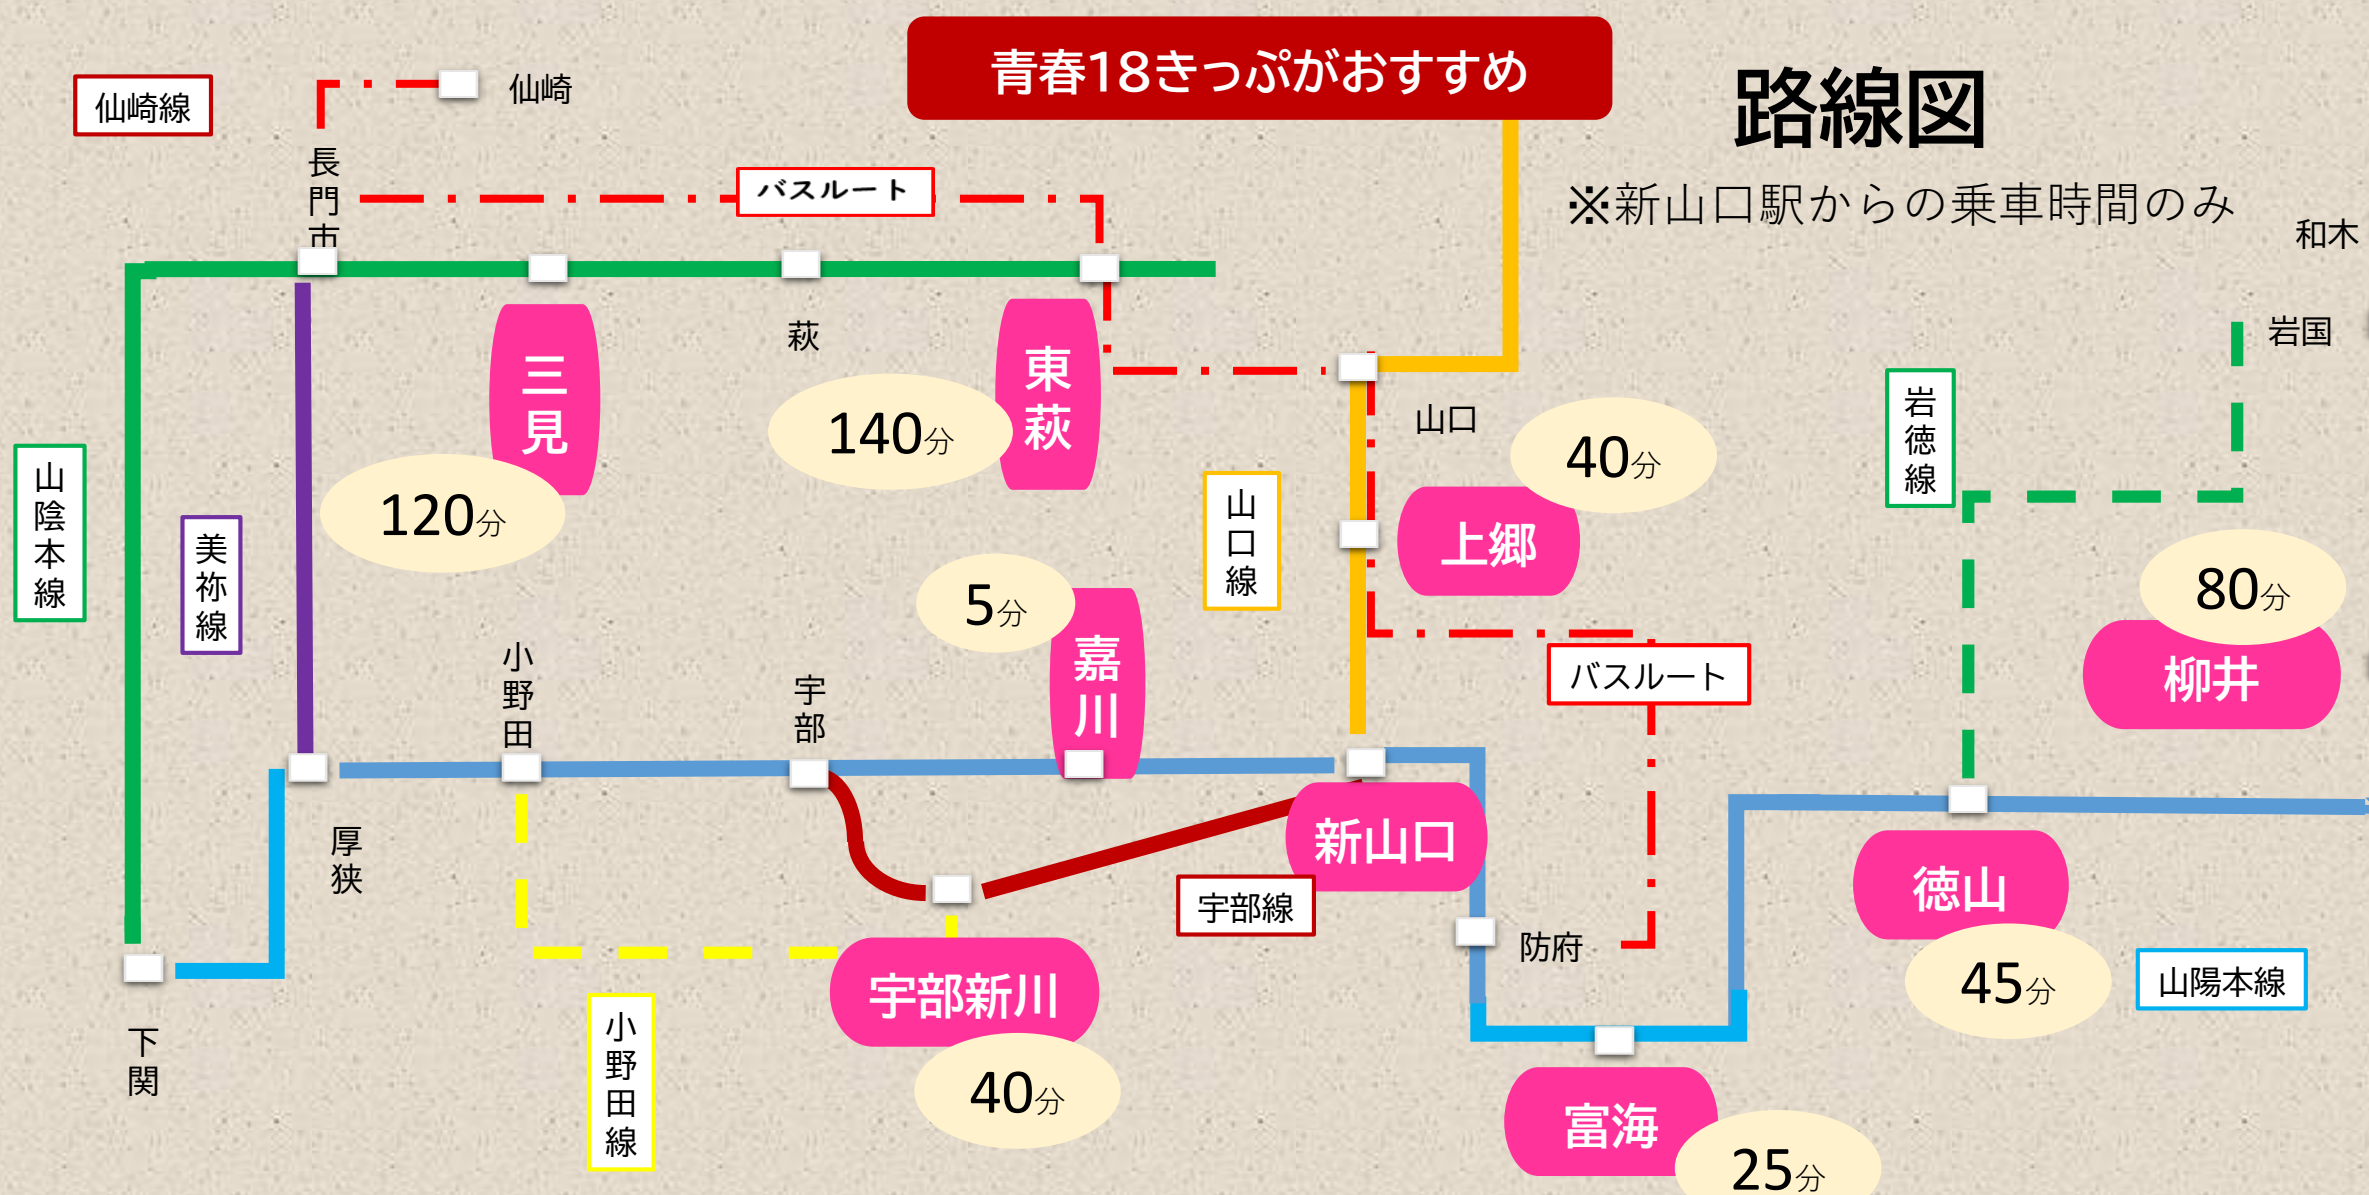 青春18きっぷがおすすめ
路線図
※新山口駅からの乗車時間のみ
仙崎線
仙崎
長門市
バスルート
和木
岩国
三見
120分
萩
140分
東萩
山口
40分
上郷
岩徳線
山陰本線
美祢線
山口線
80分
柳井
5分
嘉川
小野田
宇部
バスルート
厚狭
新山口
宇部線
防府
徳山
45分
山陽本線
下関
宇部新川
40分
小野田線
富海
25分